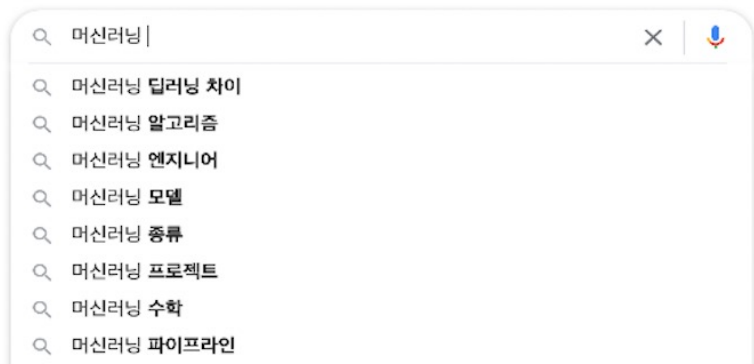 머신러닝
머신러닝 딥러닝 차이
머신러닝 알고리즘
머신러닝 엔지니어
머신러닝 모델
머신러닝 종류
머신러닝 프로젝트
머신러닝 수학
머신러닝 파이프라인